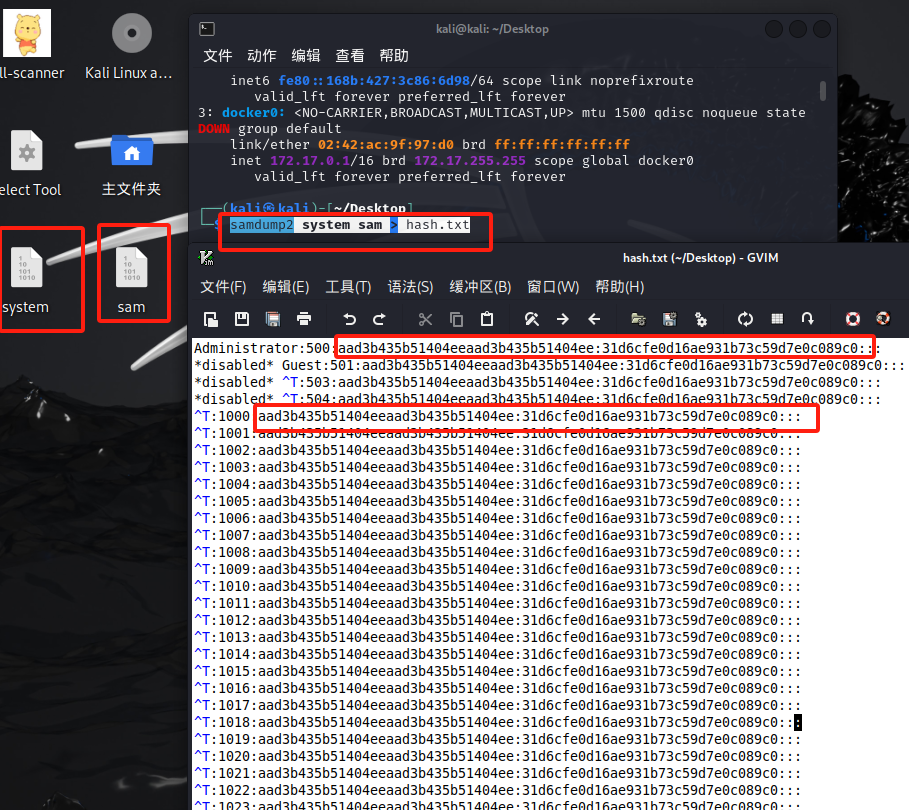 ll-scanner
Kali Linux a...
elect Tool
主文件夹
system
sam
kali@kali: ~/Desktop
文件 动作 编辑 查看 帮助
inet6 fe80::168b:427:3c86:6d98/64 scope link noprefixroute
valid_lft forever preferred_lft forever
3: docker0: <NO-CARRIER,BROADCAST,MULTICAST,UP> mtu 1500 qdisc noqueue state
DOWN group default
link/ether 02:42:ac:9f:97:d0 brd ff:ff:ff:ff:ff:ff
inet 172.17.0.1/16 brd 172.17.255.255 scope global docker0
valid_lft forever preferred_lft forever
┌──(kali㉿kali)-[~/Desktop]
└─$ samdump2 system sam > hash.txt
hash.txt (~/Desktop) - GVIM
文件(F) 编辑(E) 工具(T) 语法(S) 缓冲区(B) 窗口(W) 帮助(H)
Administrator:500:aad3b435b51404eeaad3b435b51404ee:31d6cfe0d16ae931b73c59d7e0c089c0:::
*disabled* Guest:501:aad3b435b51404eeaad3b435b51404ee:31d6cfe0d16ae931b73c59d7e0c089c0:::
*disabled* ^T:503:aad3b435b51404eeaad3b435b51404ee:31d6cfe0d16ae931b73c59d7e0c089c0:::
*disabled* ^T:504:aad3b435b51404eeaad3b435b51404ee:31d6cfe0d16ae931b73c59d7e0c089c0:::
^T:1000:aad3b435b51404eeaad3b435b51404ee:31d6cfe0d16ae931b73c59d7e0c089c0:::
^T:1001:aad3b435b51404eeaad3b435b51404ee:31d6cfe0d16ae931b73c59d7e0c089c0:::
^T:1002:aad3b435b51404eeaad3b435b51404ee:31d6cfe0d16ae931b73c59d7e0c089c0:::
^T:1003:aad3b435b51404eeaad3b435b51404ee:31d6cfe0d16ae931b73c59d7e0c089c0:::
^T:1004:aad3b435b51404eeaad3b435b51404ee:31d6cfe0d16ae931b73c59d7e0c089c0:::
^T:1005:aad3b435b51404eeaad3b435b51404ee:31d6cfe0d16ae931b73c59d7e0c089c0:::
^T:1006:aad3b435b51404eeaad3b435b51404ee:31d6cfe0d16ae931b73c59d7e0c089c0:::
^T:1007:aad3b435b51404eeaad3b435b51404ee:31d6cfe0d16ae931b73c59d7e0c089c0:::
^T:1008:aad3b435b51404eeaad3b435b51404ee:31d6cfe0d16ae931b73c59d7e0c089c0:::
^T:1009:aad3b435b51404eeaad3b435b51404ee:31d6cfe0d16ae931b73c59d7e0c089c0:::
^T:1010:aad3b435b51404eeaad3b435b51404ee:31d6cfe0d16ae931b73c59d7e0c089c0:::
^T:1011:aad3b435b51404eeaad3b435b51404ee:31d6cfe0d16ae931b73c59d7e0c089c0:::
^T:1012:aad3b435b51404eeaad3b435b51404ee:31d6cfe0d16ae931b73c59d7e0c089c0:::
^T:1013:aad3b435b51404eeaad3b435b51404ee:31d6cfe0d16ae931b73c59d7e0c089c0:::
^T:1014:aad3b435b51404eeaad3b435b51404ee:31d6cfe0d16ae931b73c59d7e0c089c0:::
^T:1015:aad3b435b51404eeaad3b435b51404ee:31d6cfe0d16ae931b73c59d7e0c089c0:::
^T:1016:aad3b435b51404eeaad3b435b51404ee:31d6cfe0d16ae931b73c59d7e0c089c0:::
^T:1017:aad3b435b51404eeaad3b435b51404ee:31d6cfe0d16ae931b73c59d7e0c089c0:::
^T:1018:aad3b435b51404eeaad3b435b51404ee:31d6cfe0d16ae931b73c59d7e0c089c0:::
^T:1019:aad3b435b51404eeaad3b435b51404ee:31d6cfe0d16ae931b73c59d7e0c089c0:::
^T:1020:aad3b435b51404eeaad3b435b51404ee:31d6cfe0d16ae931b73c59d7e0c089c0:::
^T:1021:aad3b435b51404eeaad3b435b51404ee:31d6cfe0d16ae931b73c59d7e0c089c0:::
^T:1022:aad3b435b51404eeaad3b435b51404ee:31d6cfe0d16ae931b73c59d7e0c089c0:::
^T:1023:aad3b435b51404eeaad3b435b51404ee:31d6cfe0d16ae931b73c59d7e0c089c0:::